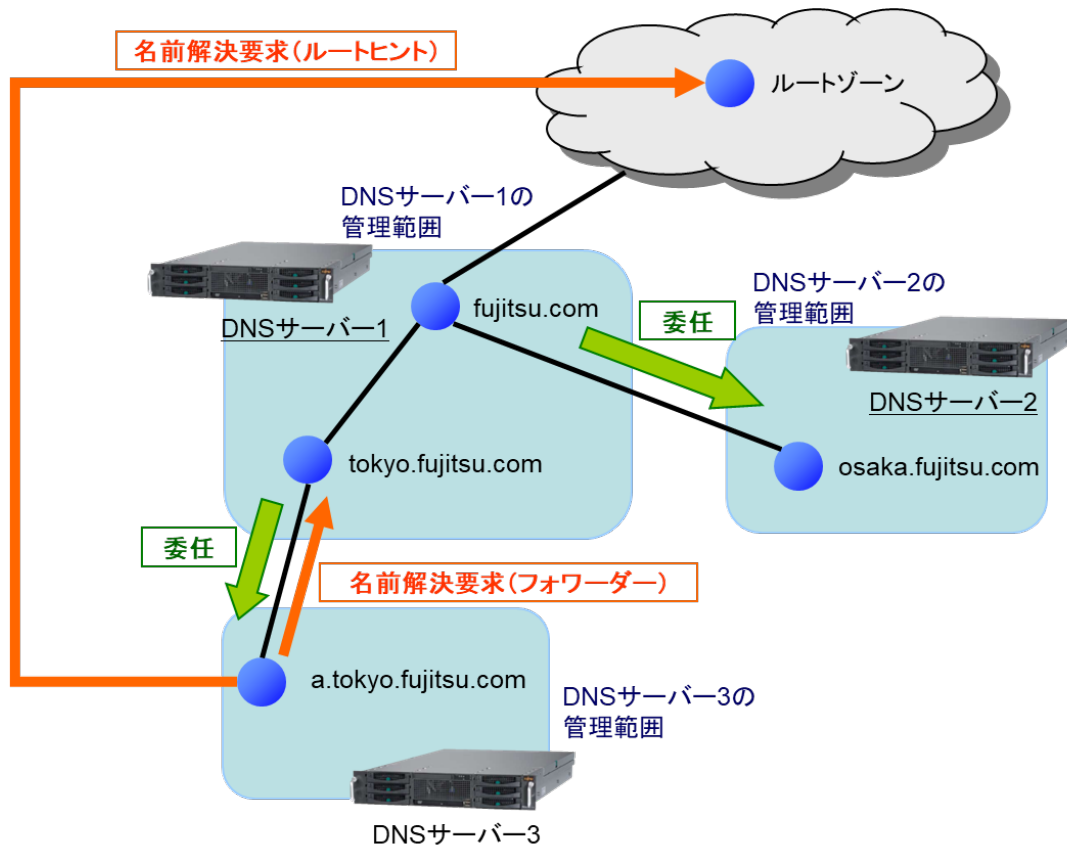 名前解決要求(ルートヒント)
ルートゾーン
DNSサーバー1の
管理範囲
DNSサーバー1
fujitsu.com
委任
DNSサーバー2の
管理範囲
DNSサーバー2
tokyo.fujitsu.com
osaka.fujitsu.com
委任
名前解決要求(フォワーダー)
a.tokyo.fujitsu.com
DNSサーバー3の
管理範囲
DNSサーバー3